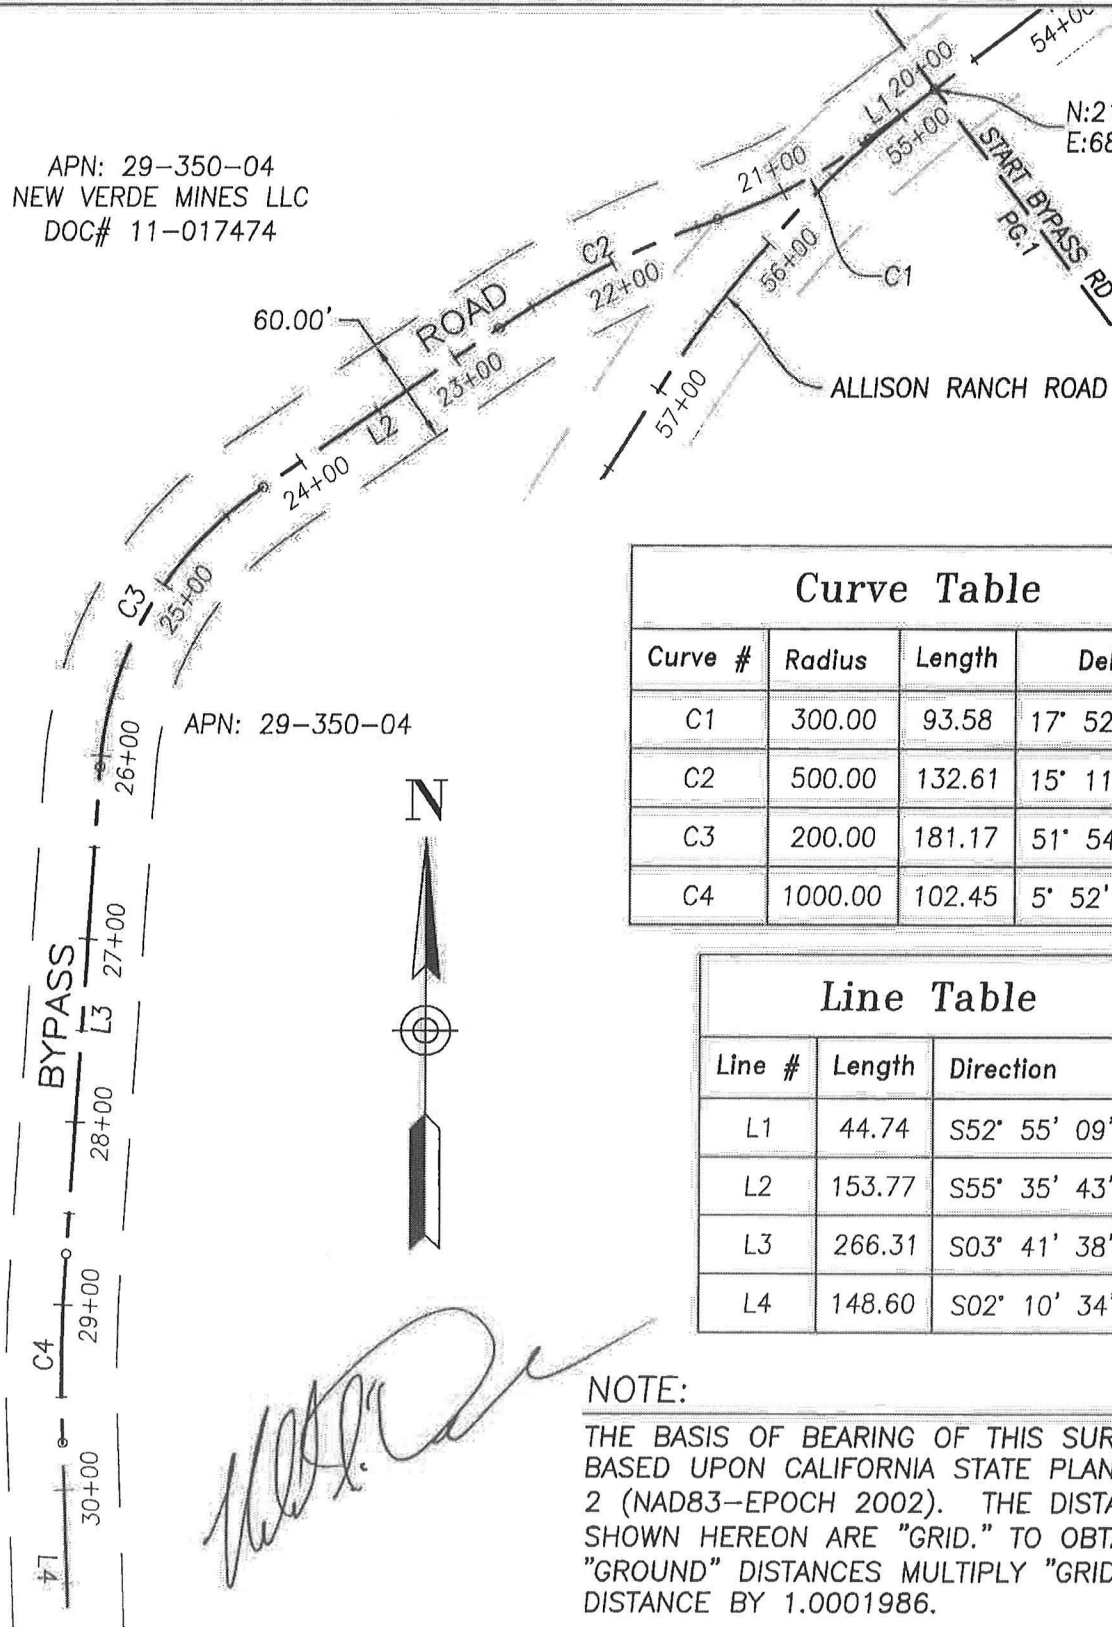 54+00
20+00
L1
55+00
N:21
E:68
START BYPASS RD
PG.1
APN: 29-350-04
NEW VERDE MINES LLC
DOC# 11-017474
21+00
C2
22+00
56+00
C1
60.00'
ROAD
23+00
57+00
ALLISON RANCH ROAD
L2
24+00
C3
25+00
APN: 29-350-04
26+00
N
BYPASS
27+00
L3
28+00
29+00
C4
30+00
L4
Curve Table
Curve # Radius Length Del
C1 300.00 93.58 17° 52
C2 500.00 132.61 15° 11
C3 200.00 181.17 51° 54
C4 1000.00 102.45 5° 52'
Line Table
Line # Length Direction
L1 44.74 S52° 55' 09"
L2 153.77 S55° 35' 43"
L3 266.31 S03° 41' 38"
L4 148.60 S02° 10' 34"
NOTE:
THE BASIS OF BEARING OF THIS SUR
BASED UPON CALIFORNIA STATE PLAN
2 (NAD83-EPOCH 2002). THE DISTA
SHOWN HEREON ARE "GRID." TO OBTA
"GROUND" DISTANCES MULTIPLY "GRID
DISTANCE BY 1.0001986.